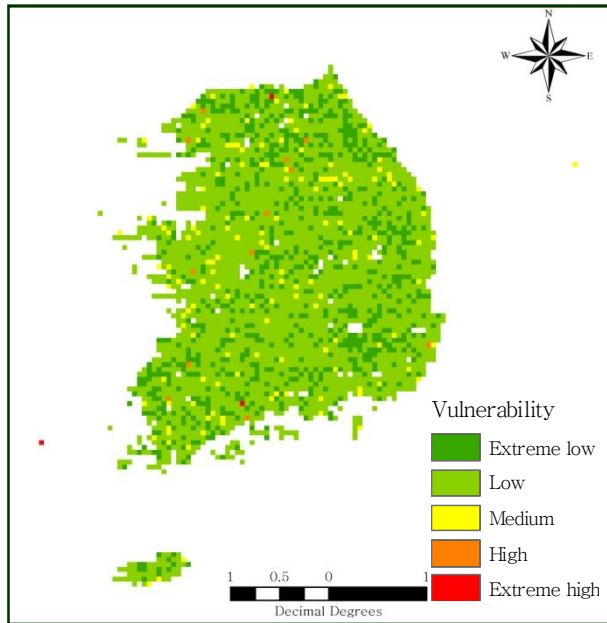 N
W E
S
Vulnerability
Extreme low
Low
Medium
High
Extreme high
1 0.5 0 1
Decimal Degrees